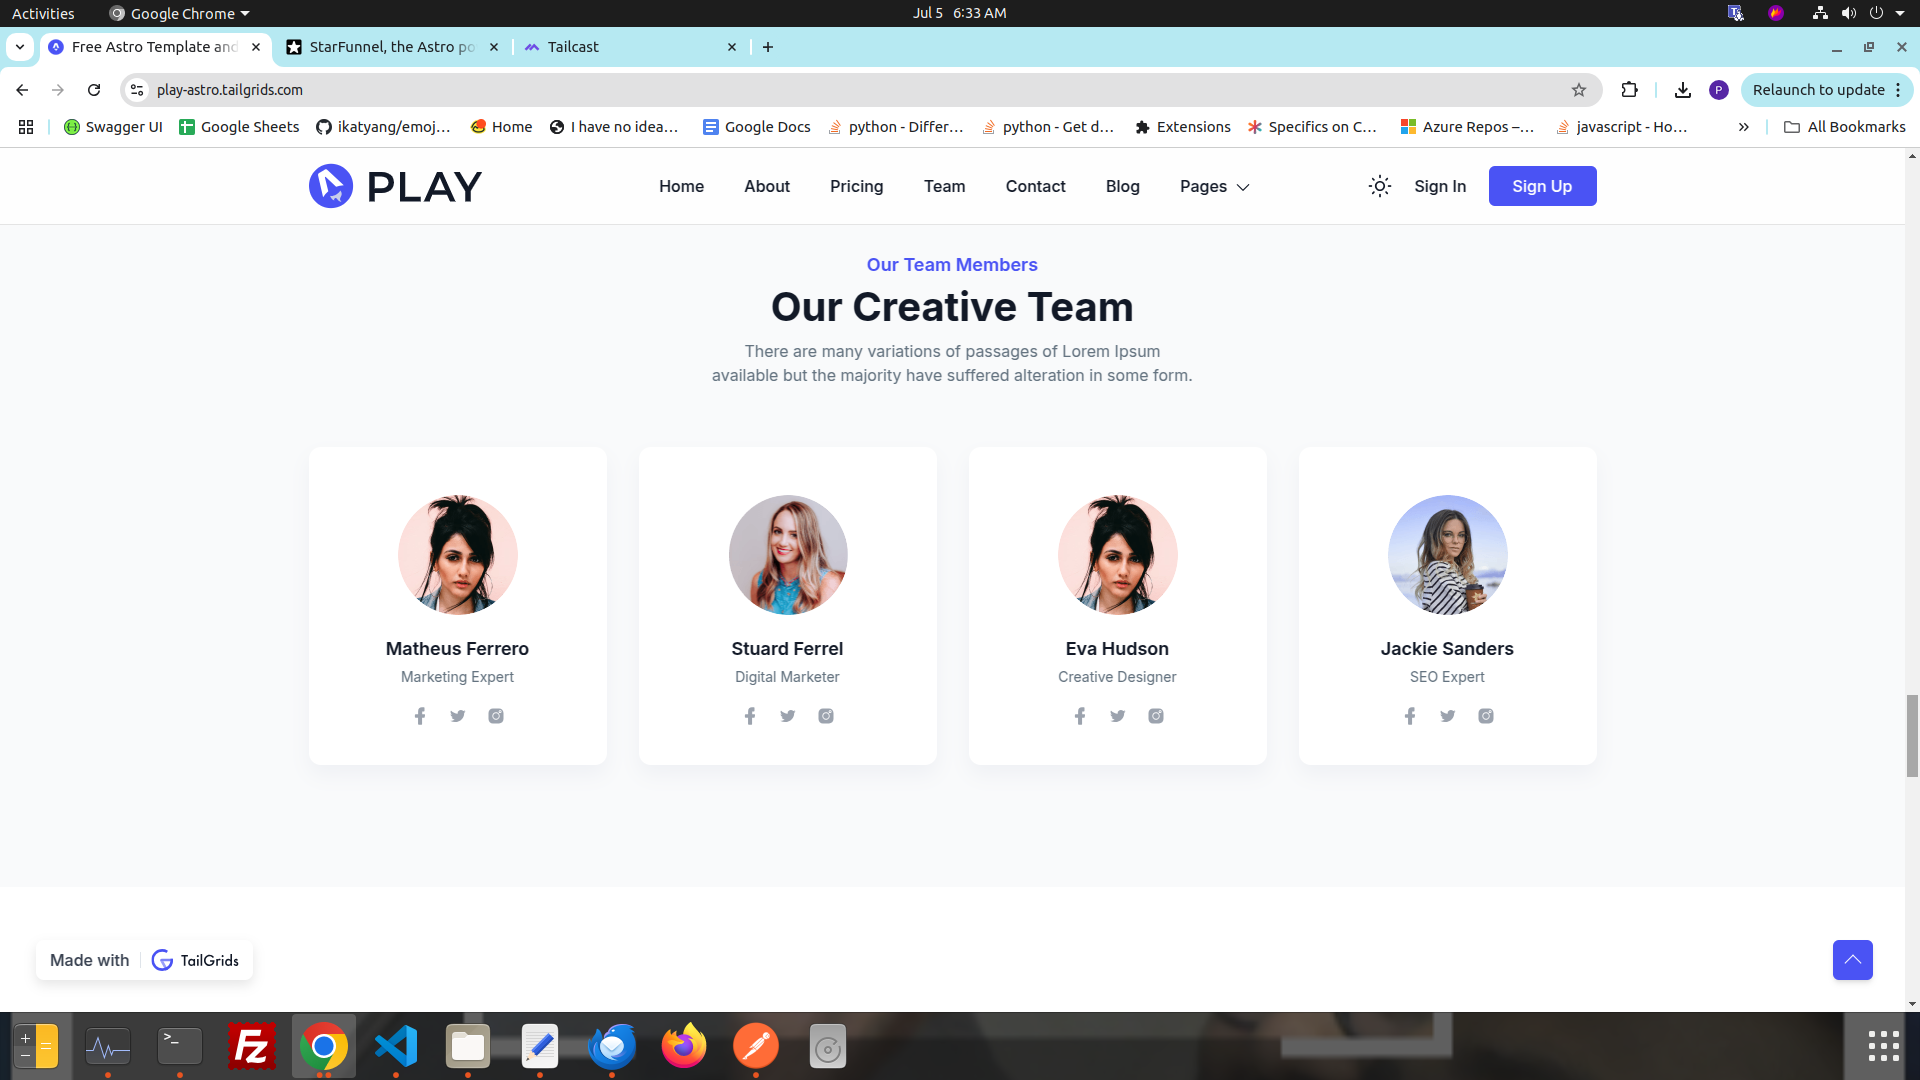 Activities
Google Chrome
Jul 5 6:33 AM
Free Astro Template and
StarFunnel, the Astro po
Tailcast
play-astro.tailgrids.com
P
Relaunch to update
Swagger UI
Google Sheets
ikatyang/emoj...
Home
I have no idea...
Google Docs
python - Differ...
python - Get d...
Extensions
Specifics on C...
Azure Repos –...
javascript - Ho...
All Bookmarks
PLAY
Home
About
Pricing
Team
Contact
Blog
Pages
Sign In
Sign Up
Our Team Members
Our Creative Team
There are many variations of passages of Lorem Ipsum
available but the majority have suffered alteration in some form.
Matheus Ferrero
Marketing Expert
Stuard Ferrel
Digital Marketer
Eva Hudson
Creative Designer
Jackie Sanders
SEO Expert
Made with
TailGrids
Fz